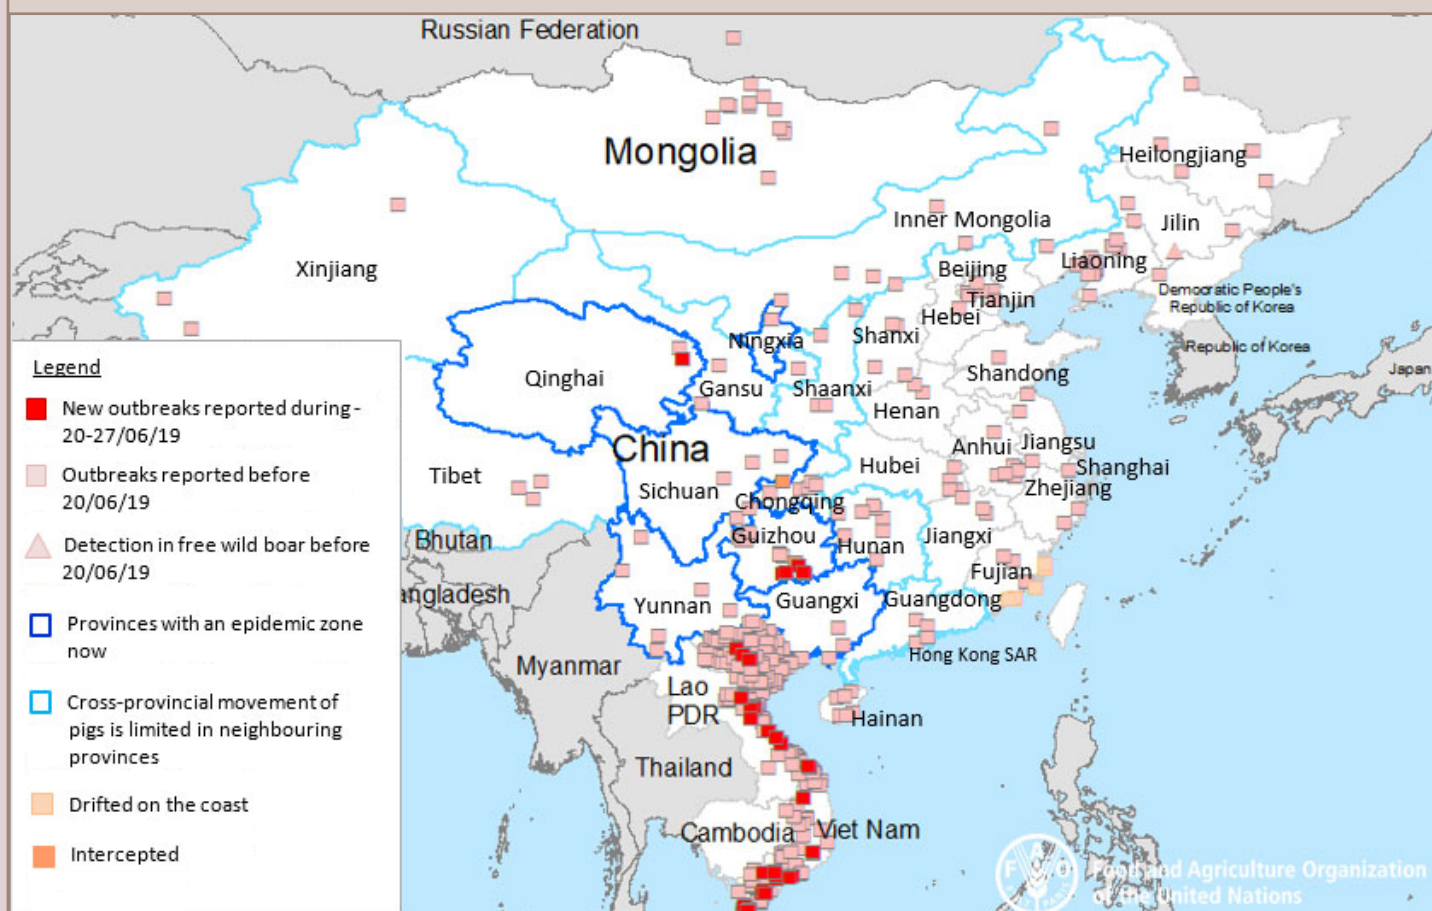 Russian Federation
Mongolia
Heilongjiang
Inner Mongolia
Jilin
Xinjiang
Beijing
Liaoning
Tianjin
Democratic People's
Republic of Korea
Hebei
Ningxia
Shanxi
Republic of Korea
Japan
Qinghai
Gansu
Shaanxi
Shandong
Henan
China
Anhui
Jiangsu
Tibet
Sichuan
Hubei
Shanghai
Chongqing
Zhejiang
Bhutan
Guizhou
Hunan
Jiangxi
Fujian
angladesh
Yunnan
Guangxi
Guangdong
Myanmar
Hong Kong SAR
Lao
PDR
Hainan
Thailand
Cambodia
Viet Nam
Legend
New outbreaks reported during -
20-27/06/19
Outbreaks reported before
20/06/19
Detection in free wild boar before
20/06/19
Provinces with an epidemic zone
now
Cross-provincial movement of
pigs is limited in neighbouring
provinces
Drifted on the coast
Intercepted
F A O
Food and Agriculture Organization
of the United Nations